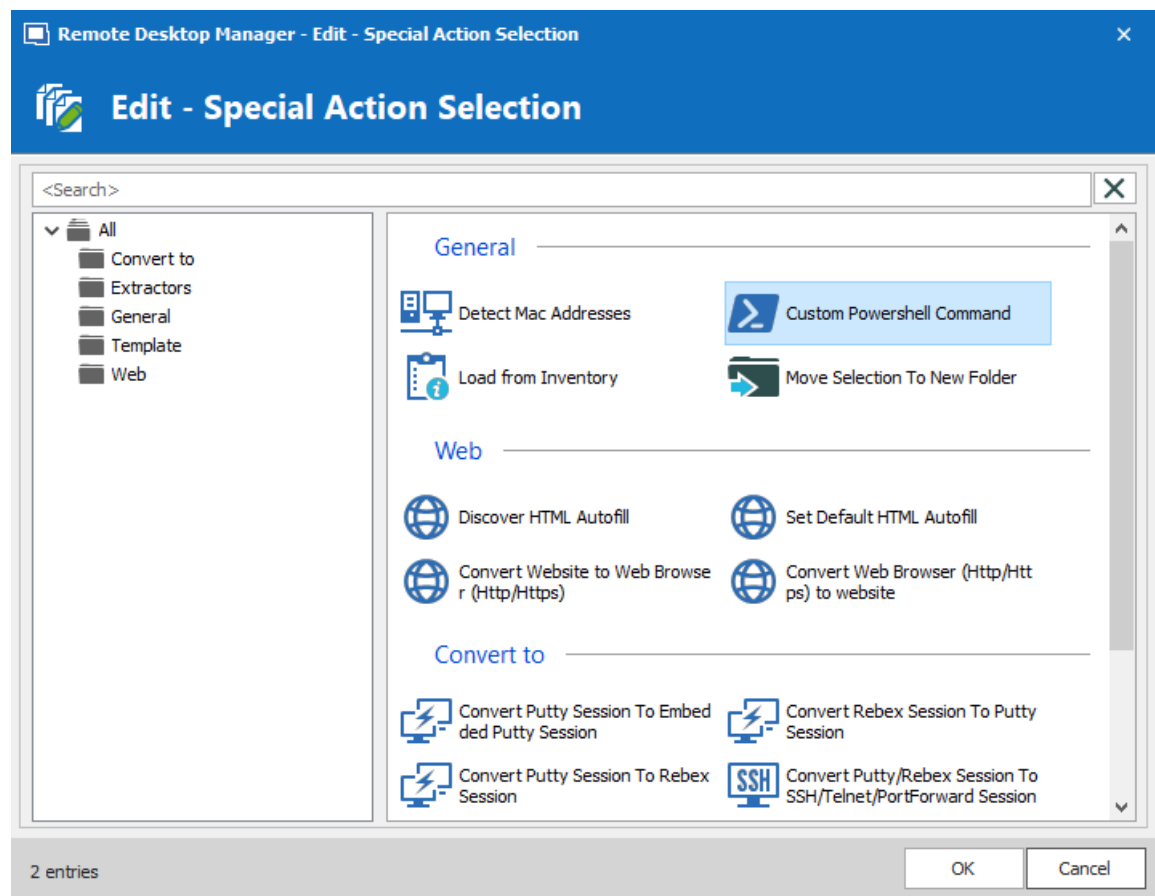 Remote Desktop Manager - Edit - Special Action Selection
Edit - Special Action Selection
<Search>
All
Convert to
Extractors
General
Template
Web
General
Detect Mac Addresses
Custom Powershell Command
Load from Inventory
Move Selection To New Folder
Web
Discover HTML Autofill
Set Default HTML Autofill
Convert Website to Web Browse
r (Http/Https)
Convert Web Browser (Http/Htt
ps) to website
Convert to
Convert Putty Session To Embed
ded Putty Session
Convert Rebex Session To Putty
Session
Convert Putty Session To Rebex
Session
SSH
Convert Putty/Rebex Session To
SSH/Telnet/PortForward Session
2 entries
OK
Cancel